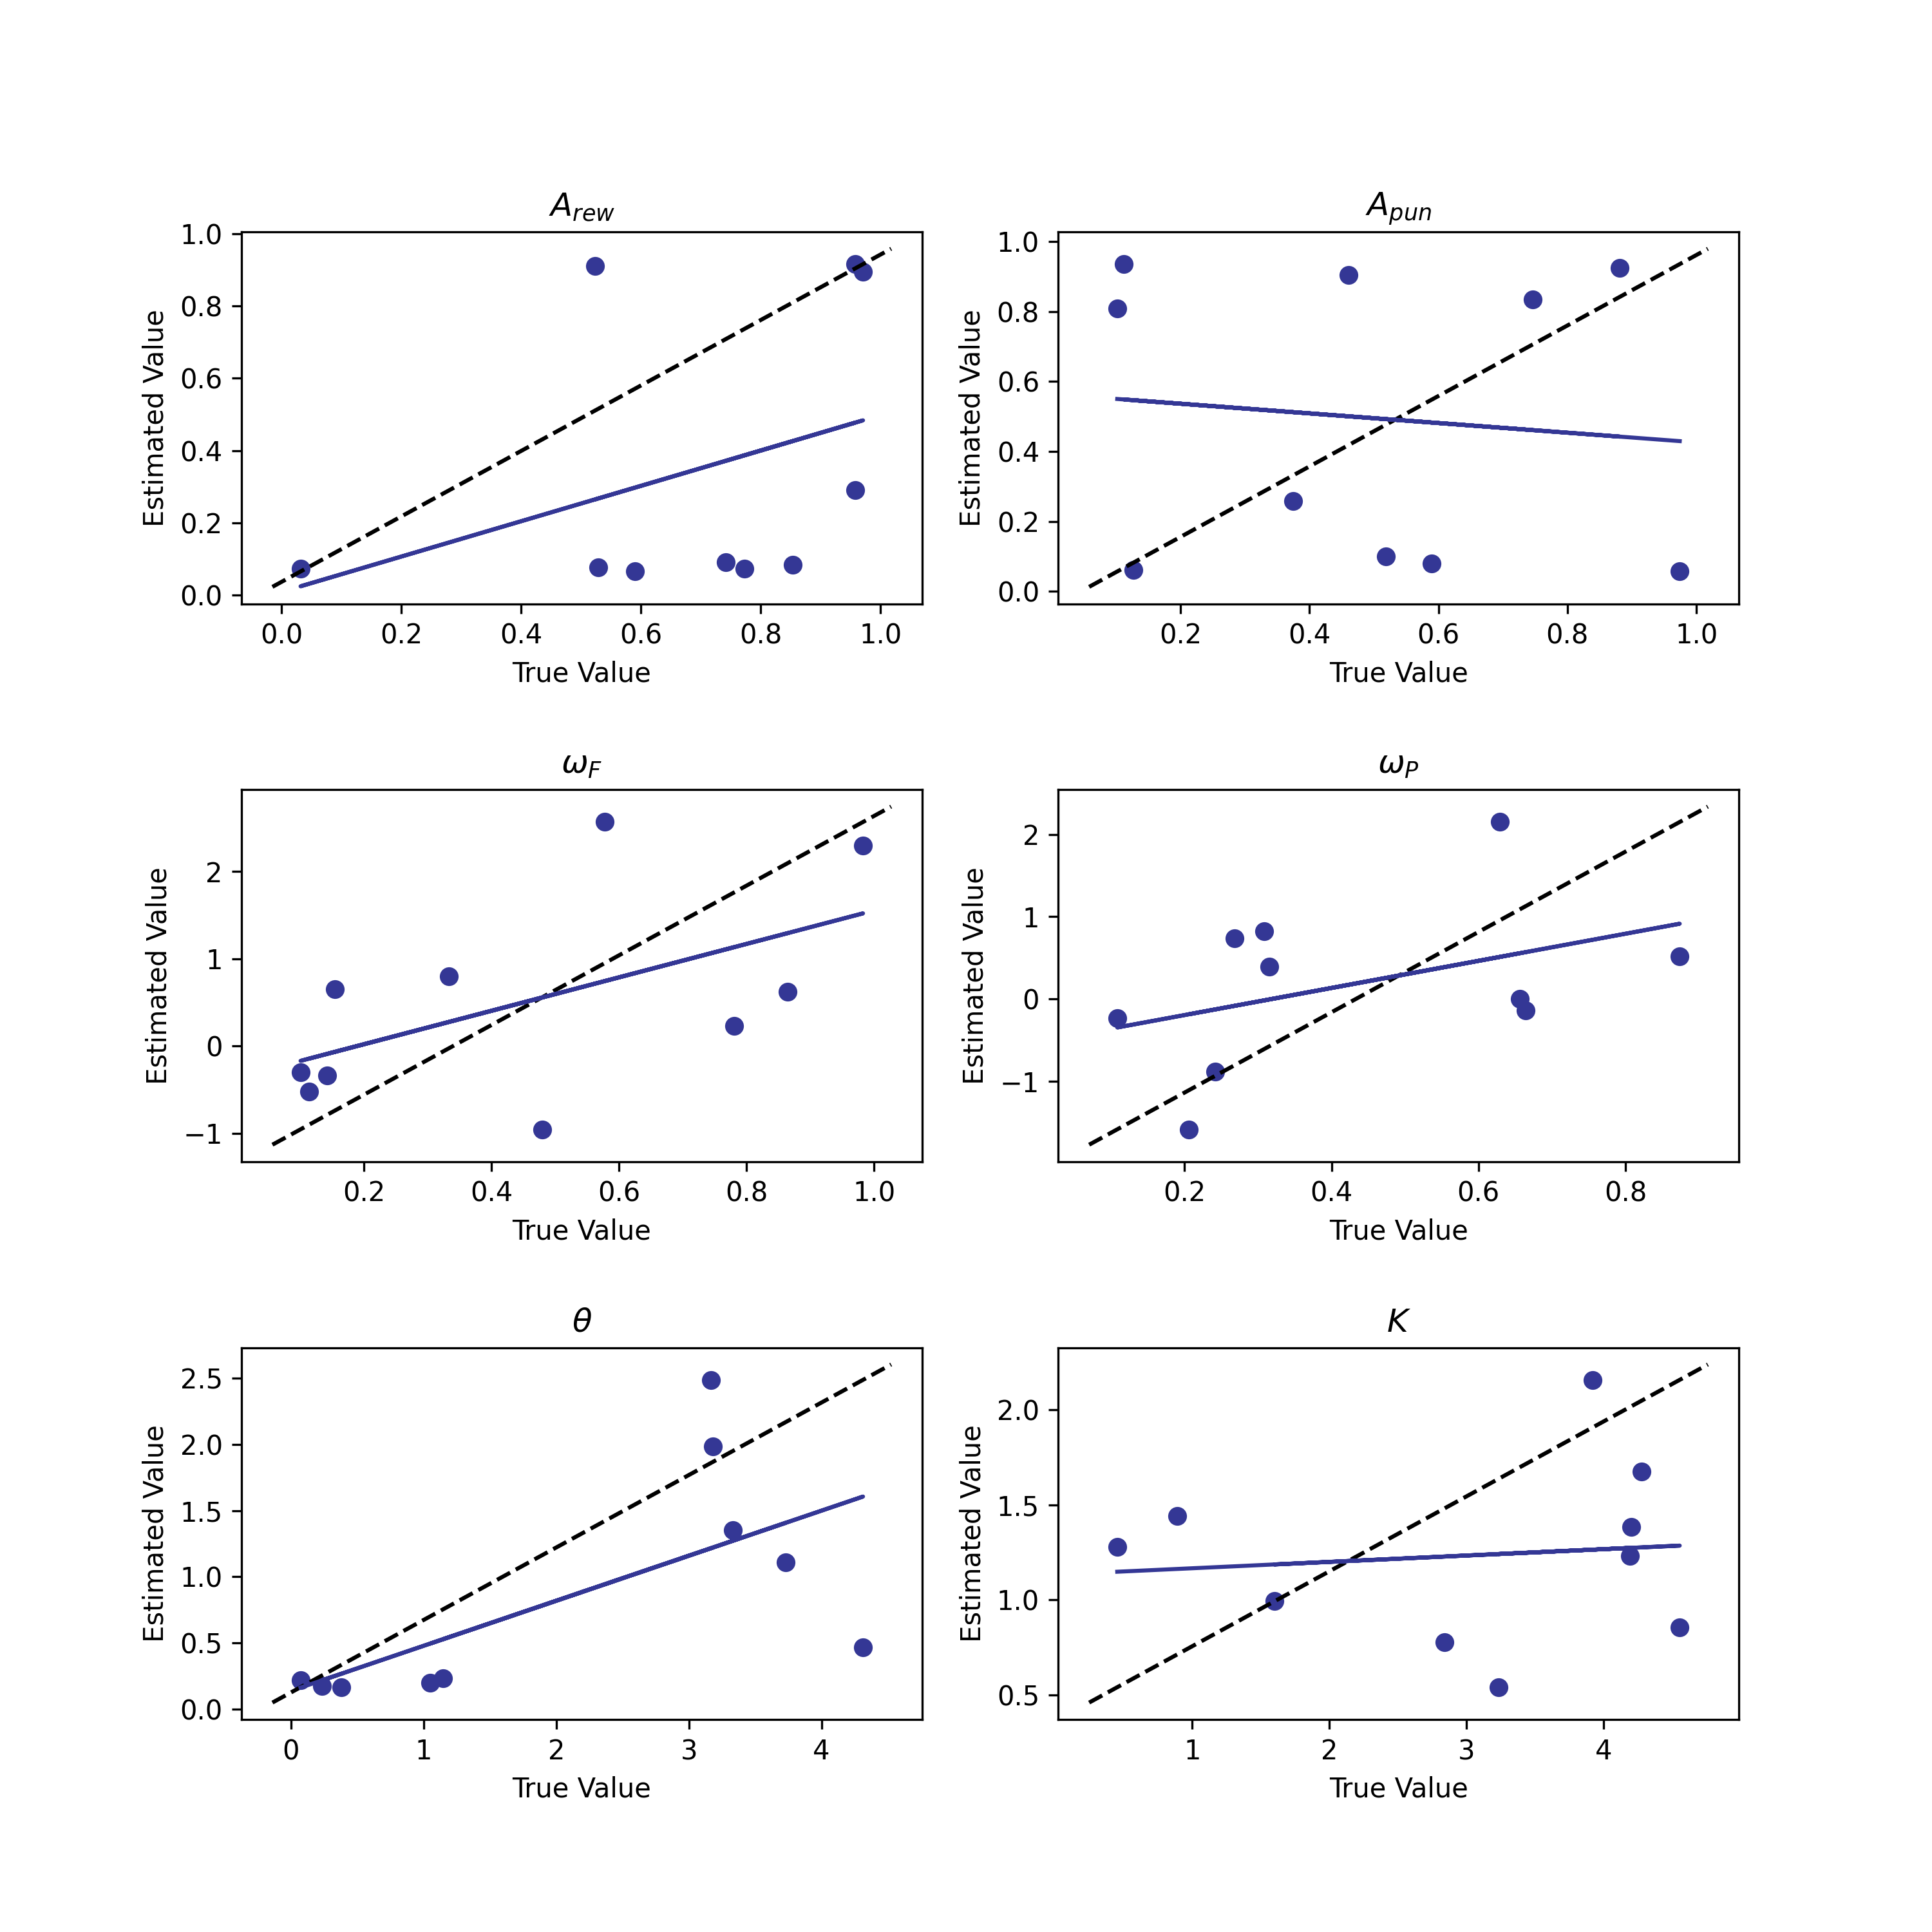 A_rew
A_pun
1.0
0.8
0.6
0.4
0.2
0.0
Estimated Value
0.0 0.2 0.4 0.6 0.8 1.0
True Value
1.0
0.8
0.6
0.4
0.2
0.0
Estimated Value
0.2 0.4 0.6 0.8 1.0
True Value
ω_F
ω_P
2
1
0
−1
Estimated Value
0.2 0.4 0.6 0.8 1.0
True Value
2
1
0
−1
Estimated Value
0.2 0.4 0.6 0.8
True Value
θ
K
2.5
2.0
1.5
1.0
0.5
0.0
Estimated Value
0 1 2 3 4
True Value
2.0
1.5
1.0
0.5
Estimated Value
1 2 3 4
True Value